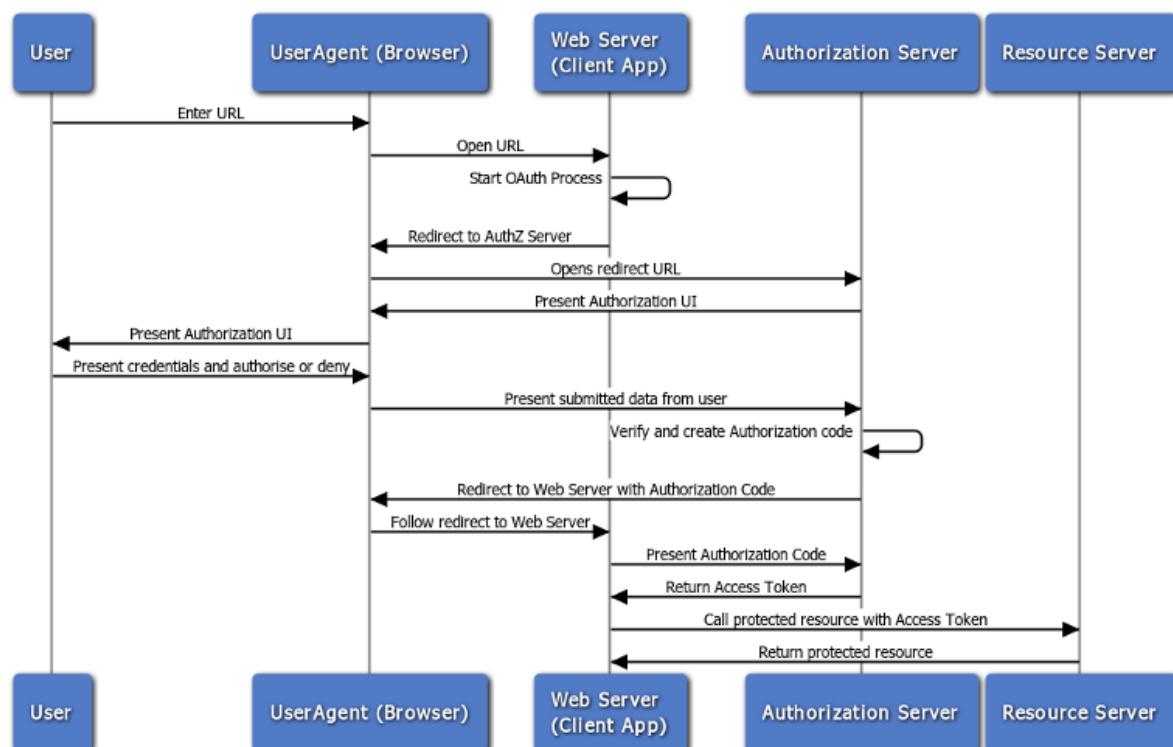 User
UserAgent (Browser)
Web Server
(Client App)
Authorization Server
Resource Server
Enter URL
Open URL
Start OAuth Process
Redirect to AuthZ Server
Opens redirect URL
Present Authorization UI
Present Authorization UI
Present credentials and authorise or deny
Present submitted data from user
Verify and create Authorization code
Redirect to Web Server with Authorization Code
Follow redirect to Web Server
Present Authorization Code
Return Access Token
Call protected resource with Access Token
Return protected resource
User
UserAgent (Browser)
Web Server
(Client App)
Authorization Server
Resource Server